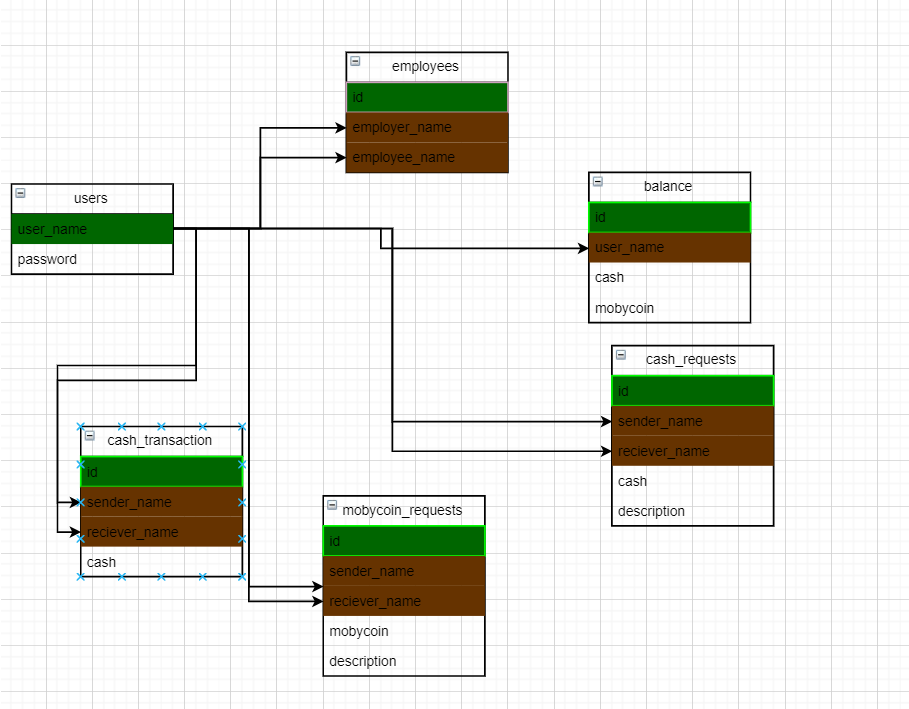 employees
id
employer_name
employee_name
users
user_name
password
balance
id
user_name
cash
mobycoin
cash_requests
id
sender_name
reciever_name
cash
description
cash_transaction
id
sender_name
reciever_name
cash
mobycoin_requests
id
sender_name
reciever_name
mobycoin
description